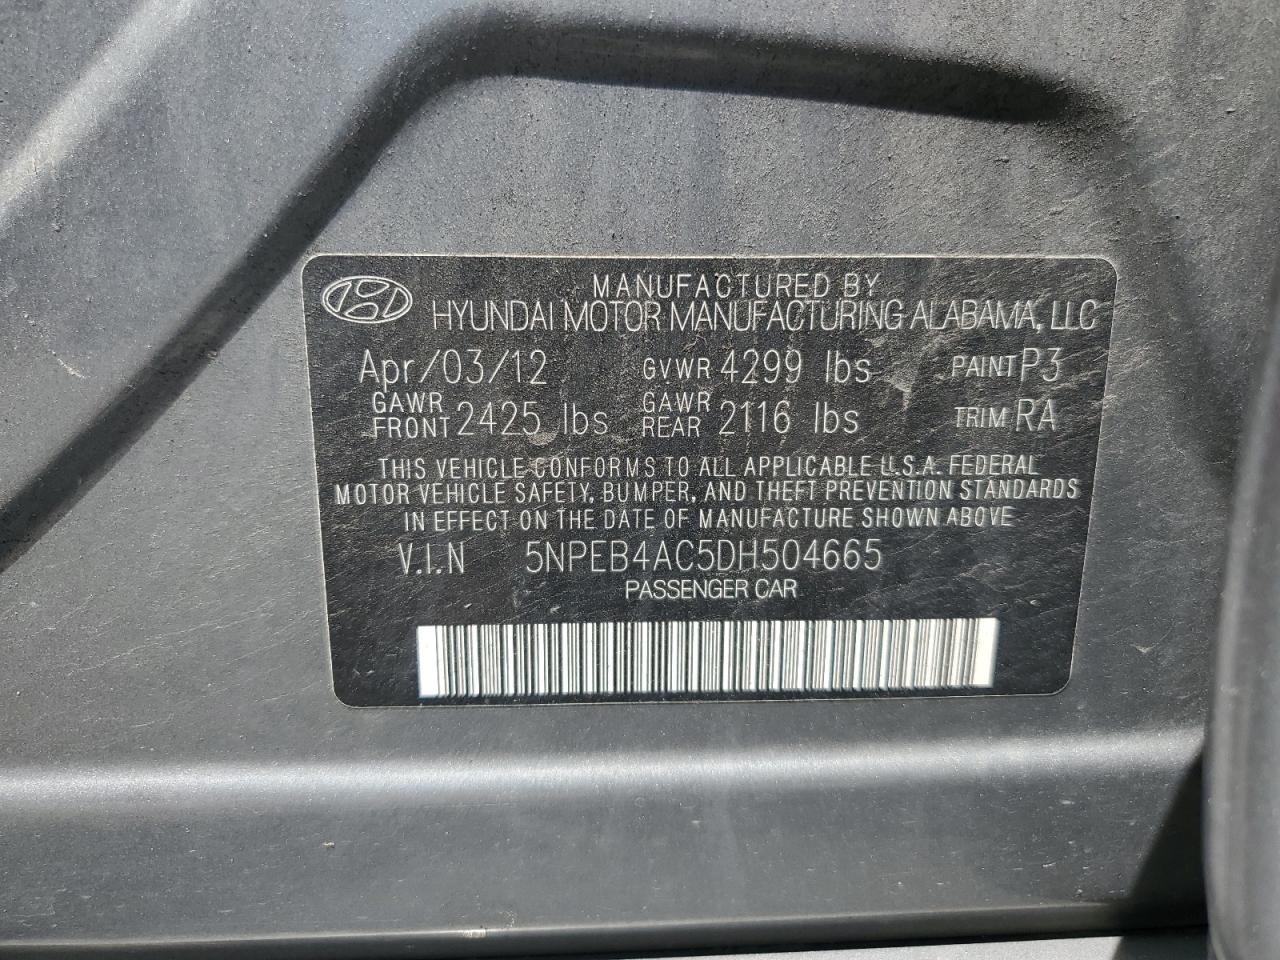 MANUFACTURED BY
HYUNDAI MOTOR MANUFACTURING ALABAMA, LLC
Apr/03/12 GVWR 4299 lbs PAINT P3
GAWR FRONT 2425 lbs GAWR REAR 2116 lbs TRIM RA
THIS VEHICLE CONFORMS TO ALL APPLICABLE U.S.A. FEDERAL
MOTOR VEHICLE SAFETY, BUMPER, AND THEFT PREVENTION STANDARDS
IN EFFECT ON THE DATE OF MANUFACTURE SHOWN ABOVE
V.I.N 5NPEB4AC5DH504665
PASSENGER CAR